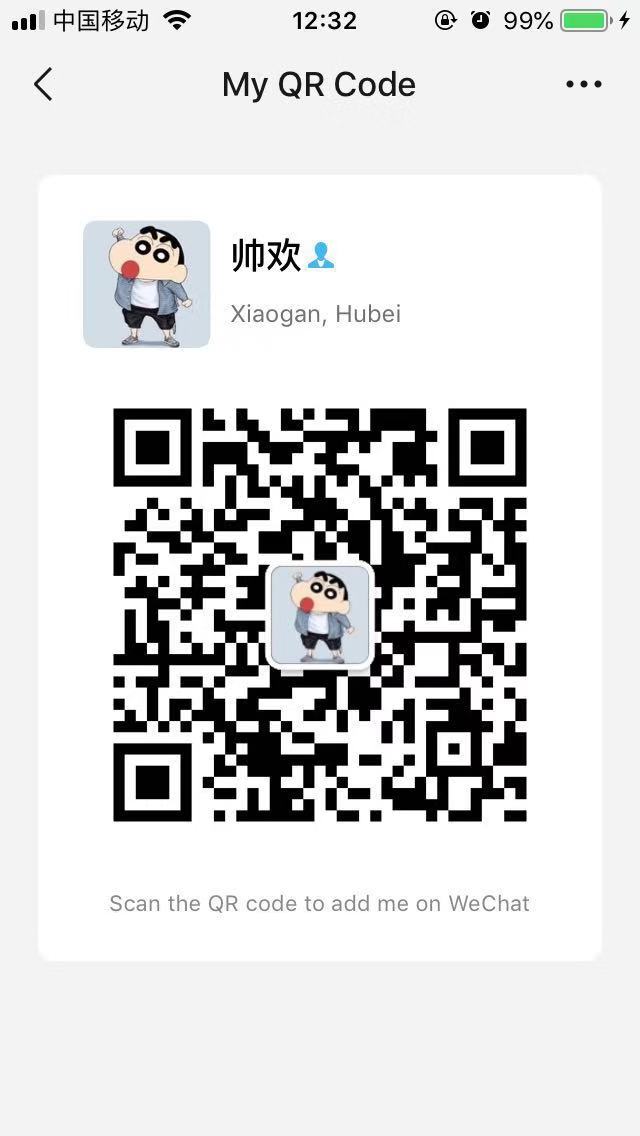 中国移动 12:32 99%
My QR Code
帅欢
Xiaogan, Hubei
Scan the QR code to add me on WeChat